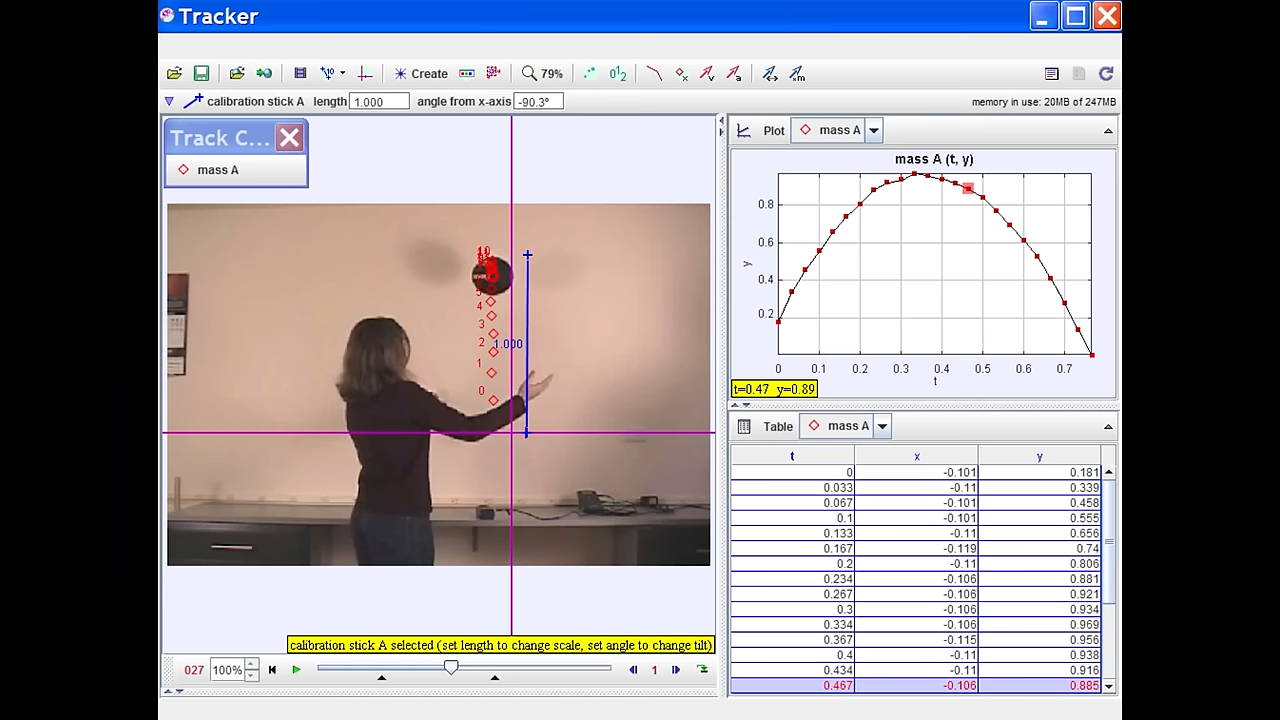 Tracker
Create
79%
calibration stick A length 1.000 angle from x-axis -90.3°
memory in use: 20MB of 247MB
Track C...
mass A
10
5
4
3
2
1
0
1.000
calibration stick A selected (set length to change scale, set angle to change tilt)
027 100% 1
Plot mass A
mass A (t, y)
y
0.8
0.6
0.4
0.2
0 0.1 0.2 0.3 0.4 0.5 0.6 0.7
t
t=0.47 y=0.89
Table mass A
t x y
0 -0.101 0.181
0.033 -0.11 0.339
0.067 -0.101 0.458
0.1 -0.101 0.555
0.133 -0.11 0.656
0.167 -0.119 0.74
0.2 -0.11 0.806
0.234 -0.106 0.881
0.267 -0.106 0.921
0.3 -0.106 0.934
0.334 -0.106 0.969
0.367 -0.115 0.956
0.4 -0.11 0.938
0.434 -0.11 0.916
0.467 -0.106 0.885